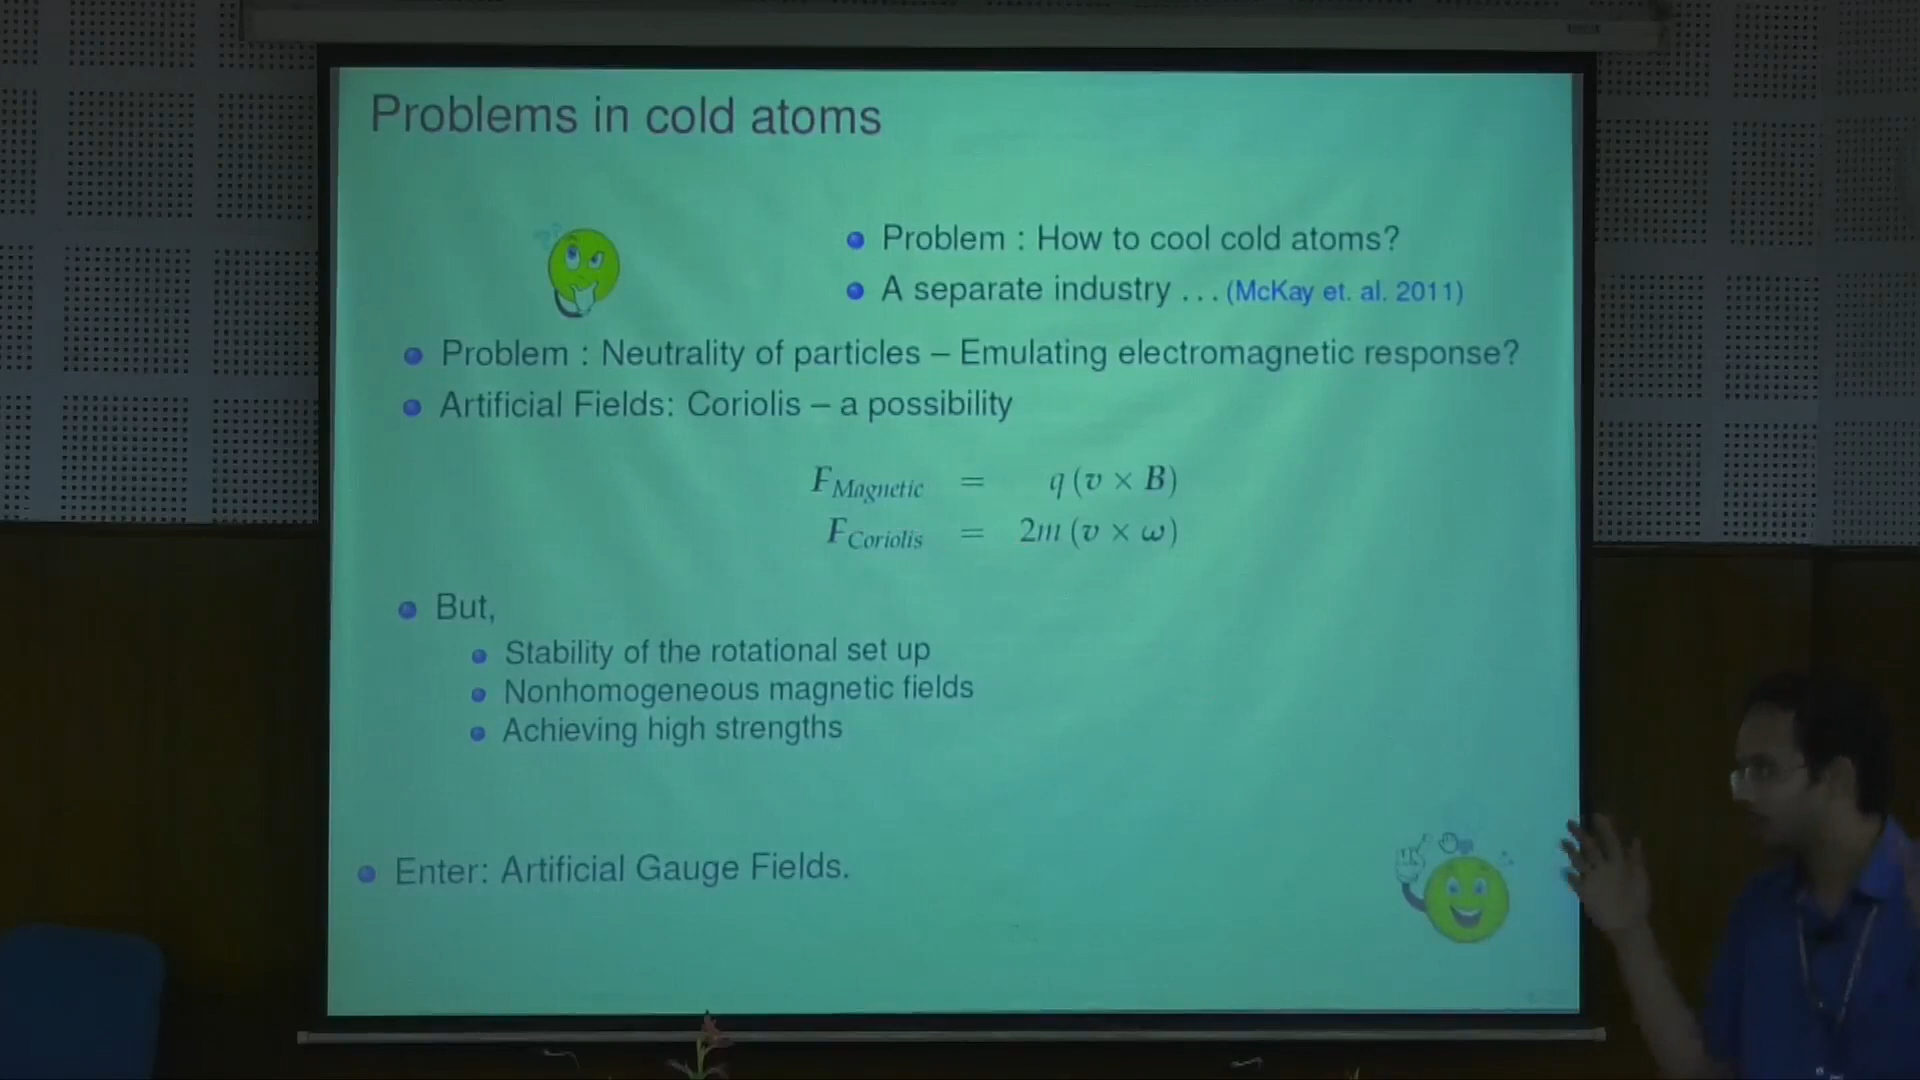 Problems in cold atoms
Problem : How to cool cold atoms?
A separate industry . . . (McKay et. al. 2011)
Problem : Neutrality of particles – Emulating electromagnetic response?
Artificial Fields: Coriolis – a possibility
F_Magnetic = q (v × B)
F_Coriolis = 2m (v × ω)
But,
Stability of the rotational set up
Nonhomogeneous magnetic fields
Achieving high strengths
Enter: Artificial Gauge Fields.